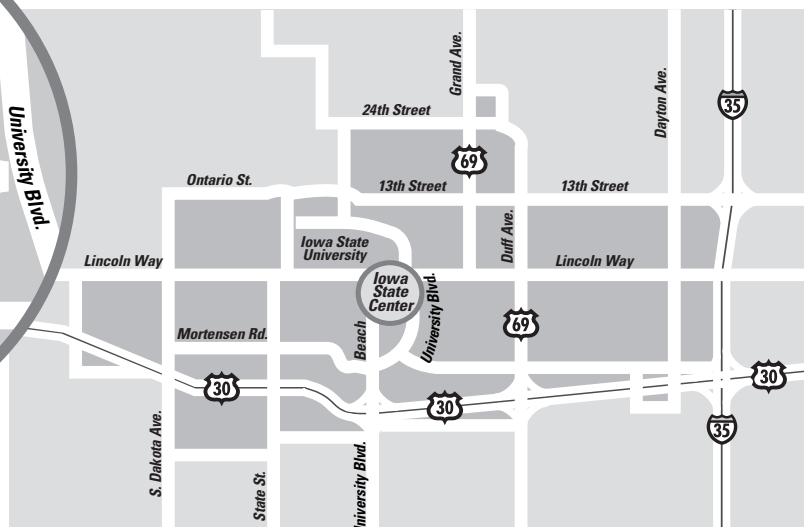 University Blvd.
Grand Ave.
Dayton Ave.
35
24th Street
69
Ontario St.
13th Street
13th Street
Duff Ave.
Iowa State
University
Lincoln Way
Lincoln Way
Iowa
State
Center
University Blvd.
69
Mortensen Rd.
Beach
30
30
30
35
S. Dakota Ave.
State St.
University Blvd.